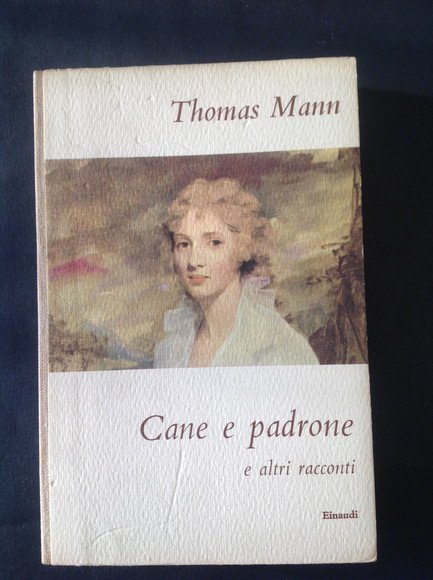 Thomas Mann
Cane e padrone
e altri racconti
Einaudi